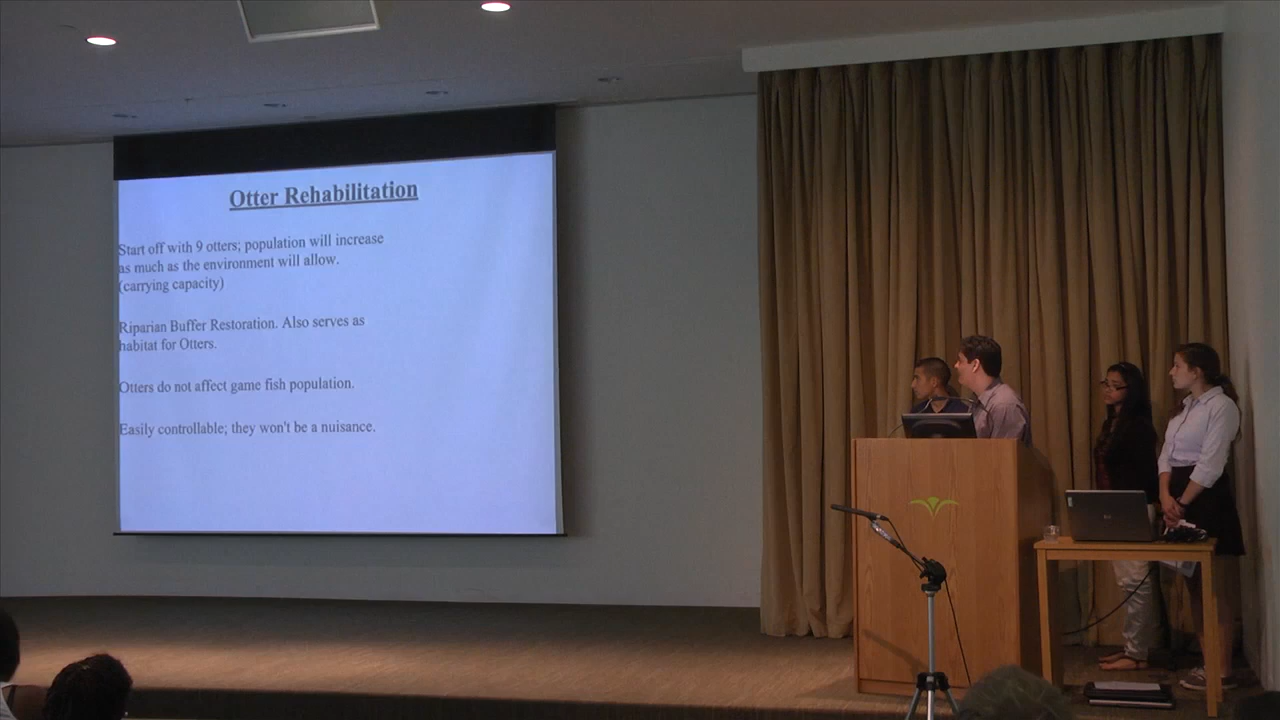 Otter Rehabilitation
Start off with 9 otters; population will increase
as much as the environment will allow.
(carrying capacity)
Riparian Buffer Restoration. Also serves as
habitat for Otters.
Otters do not affect game fish population.
Easily controllable; they won't be a nuisance.